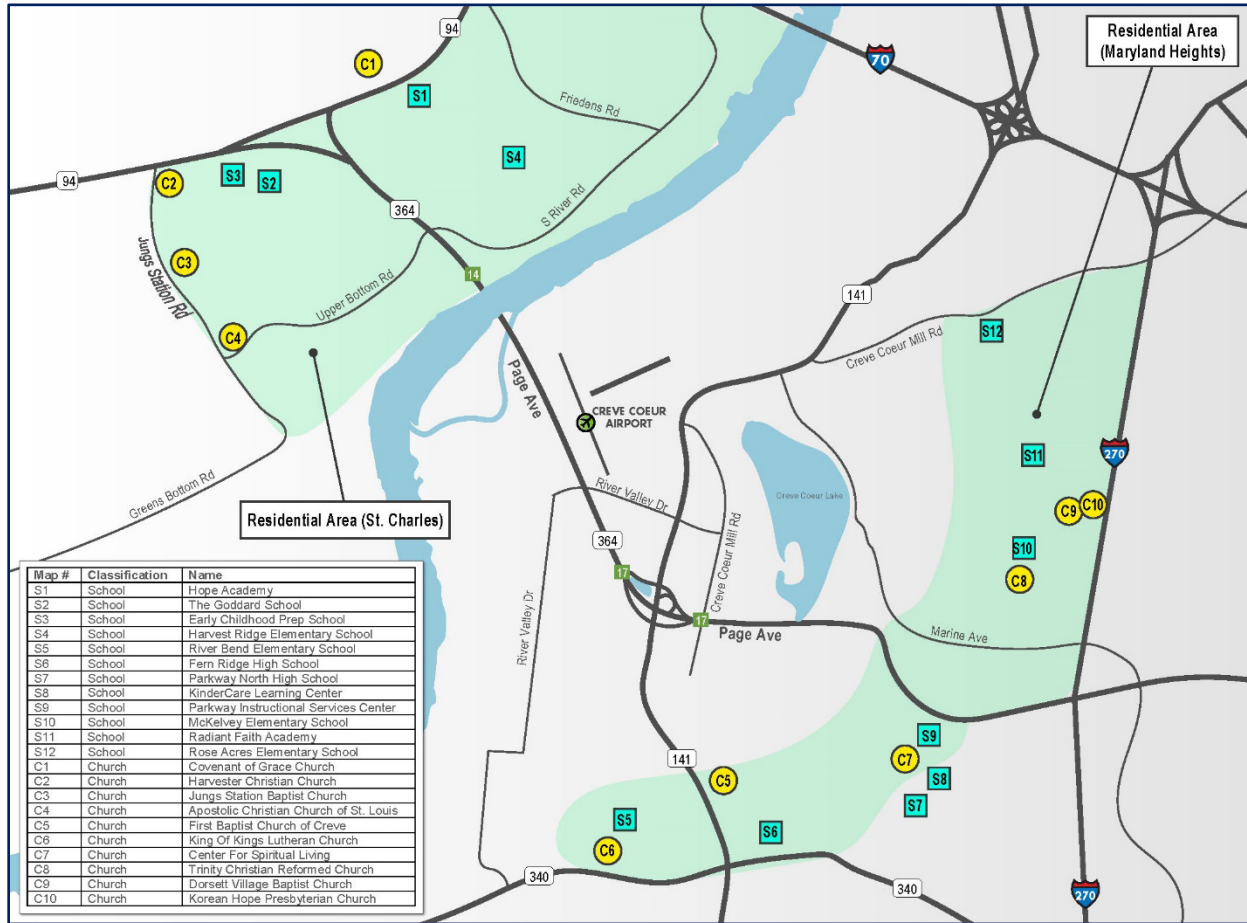 94
C1
70
Residential Area
(Maryland Heights)
S1
Friedens Rd
S4
94
C2
S3
S2
364
S River Rd
Jungs Station Rd
C3
14
Upper Bottom Rd
141
C4
Page Ave
Creve Coeur Mill Rd
S12
CREVE COEUR
AIRPORT
S11
270
Greens Bottom Rd
Residential Area (St. Charles)
River Valley Dr
Creve Coeur Lake
C9
C10
364
Creve Coeur Mill Rd
S10
17
C8
River Valley Dr
17
Page Ave
Marine Ave
Map # Classification Name
S1 School Hope Academy
S2 School The Goddard School
S3 School Early Childhood Prep School
S4 School Harvest Ridge Elementary School
S5 School River Bend Elementary School
S6 School Fern Ridge High School
S7 School Parkway North High School
S8 School KinderCare Learning Center
S9 School Parkway Instructional Services Center
S10 School McKelvey Elementary School
S11 School Radiant Faith Academy
S12 School Rose Acres Elementary School
C1 Church Covenant of Grace Church
C2 Church Harvester Christian Church
C3 Church Jungs Station Baptist Church
C4 Church Apostolic Christian Church of St. Louis
C5 Church First Baptist Church of Creve
C6 Church King Of Kings Lutheran Church
C7 Church Center For Spiritual Living
C8 Church Trinity Christian Reformed Church
C9 Church Dorsett Village Baptist Church
C10 Church Korean Hope Presbyterian Church
S9
141
C7
C5
S8
S7
S5
S6
C6
340
340
270